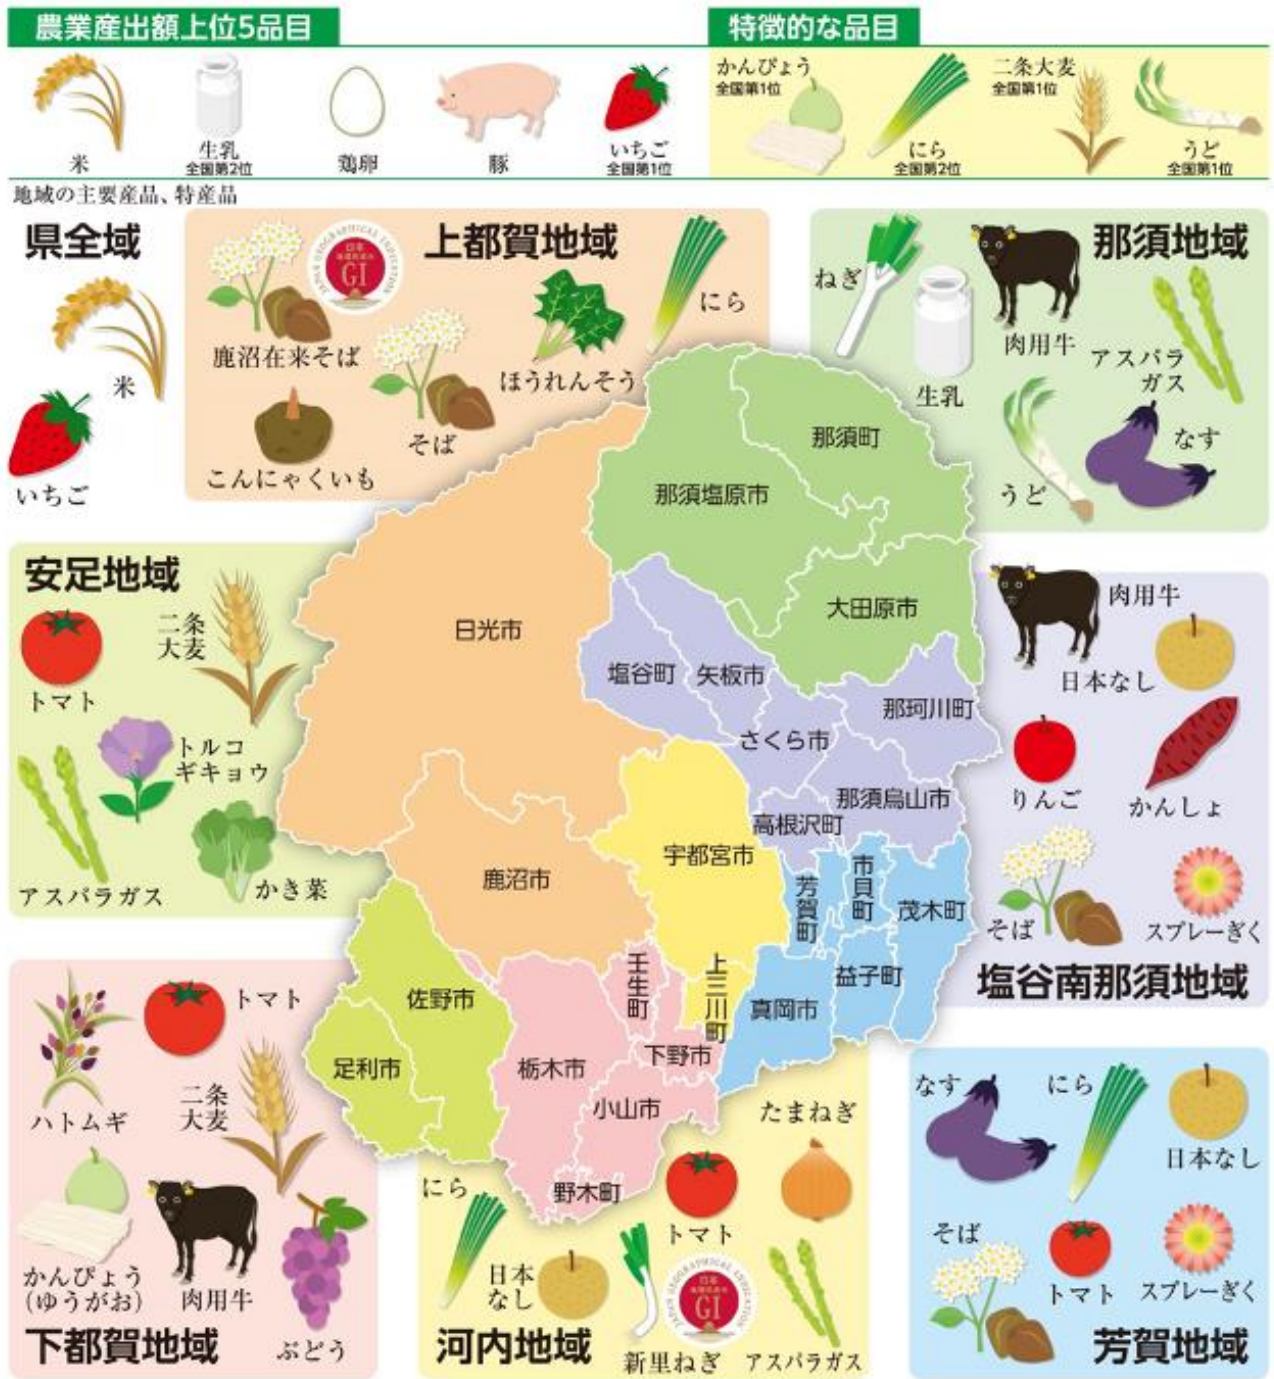 農業産出額上位5品目
特徴的な品目
米
生乳
全国第2位
鶏卵
豚
いちご
全国第1位
かんぴょう
全国第1位
にら
全国第2位
二条大麦
全国第1位
うど
全国第1位
地域の主要産品、特産品
県全域
米
いちご
上都賀地域
鹿沼在来そば
JAPAN GEOGRAPHICAL INDICATION
日本
GI
こんにゃくいも
そば
ほうれんそう
にら
那須地域
ねぎ
生乳
肉用牛
アスパラ
ガス
うど
なす
安足地域
トマト
二条
大麦
トルコ
ギキョウ
アスパラガス
かき菜
那須町
那須塩原市
大田原市
日光市
塩谷町
矢板市
那珂川町
さくら市
那須烏山市
高根沢町
宇都宮市
鹿沼市
芳賀町
市貝町
茂木町
益子町
真岡市
上三川町
壬生町
下野市
佐野市
足利市
栃木市
小山市
野木町
肉用牛
日本なし
りんご
かんしょ
そば
スプレーぎく
塩谷南那須地域
ハトムギ
トマト
二条
大麦
かんぴょう
(ゆうがお)
肉用牛
ぶどう
下都賀地域
にら
日本
なし
トマト
たまねぎ
新里ねぎ
JAPAN GEOGRAPHICAL INDICATION
日本
GI
アスパラガス
河内地域
なす
にら
日本なし
そば
トマト
スプレーぎく
芳賀地域